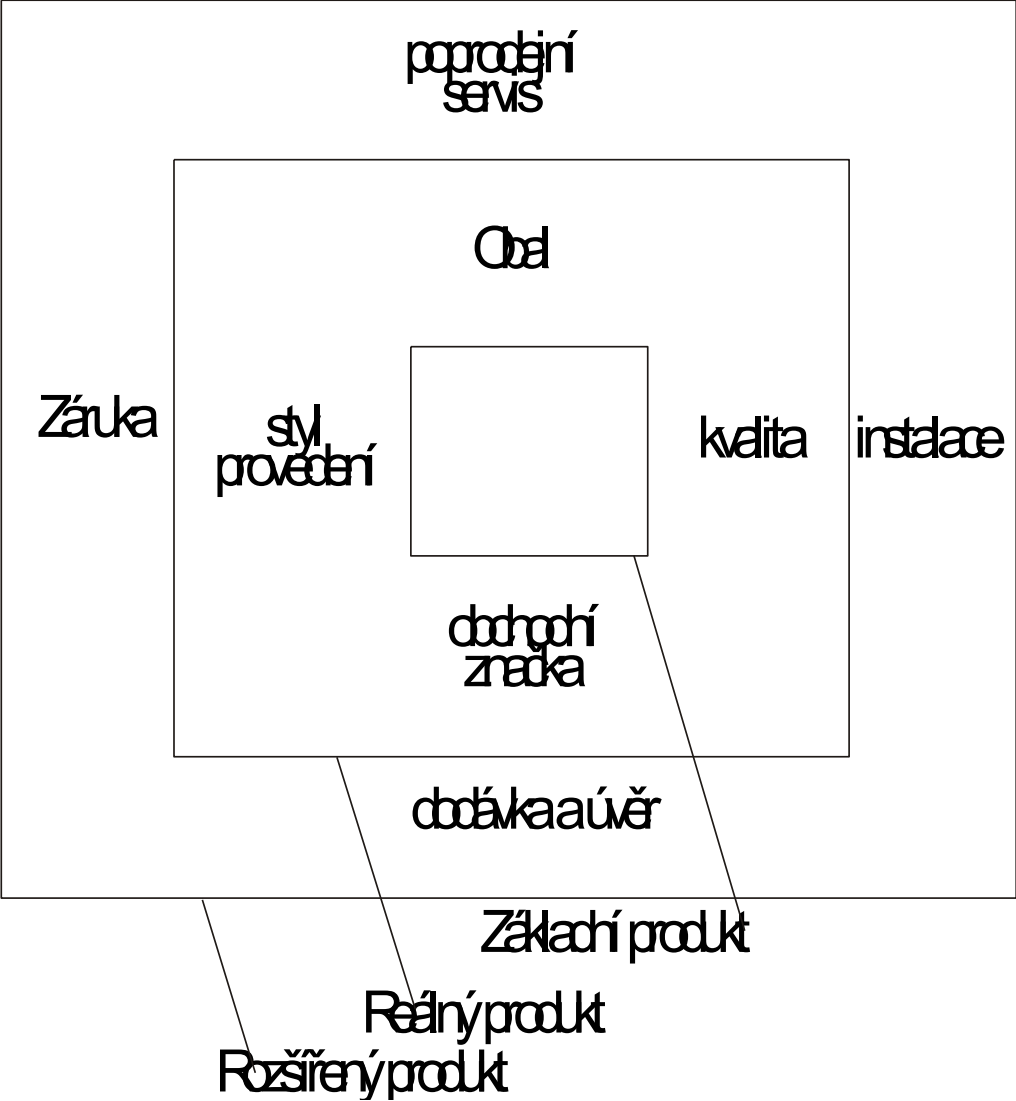 poprodejní
servis
Obal
Záruka
styl
provedení
kvalita
instalace
obchodní
značka
dodávka a úvěr
Základní produkt
Reálný produkt
Rozšířený produkt